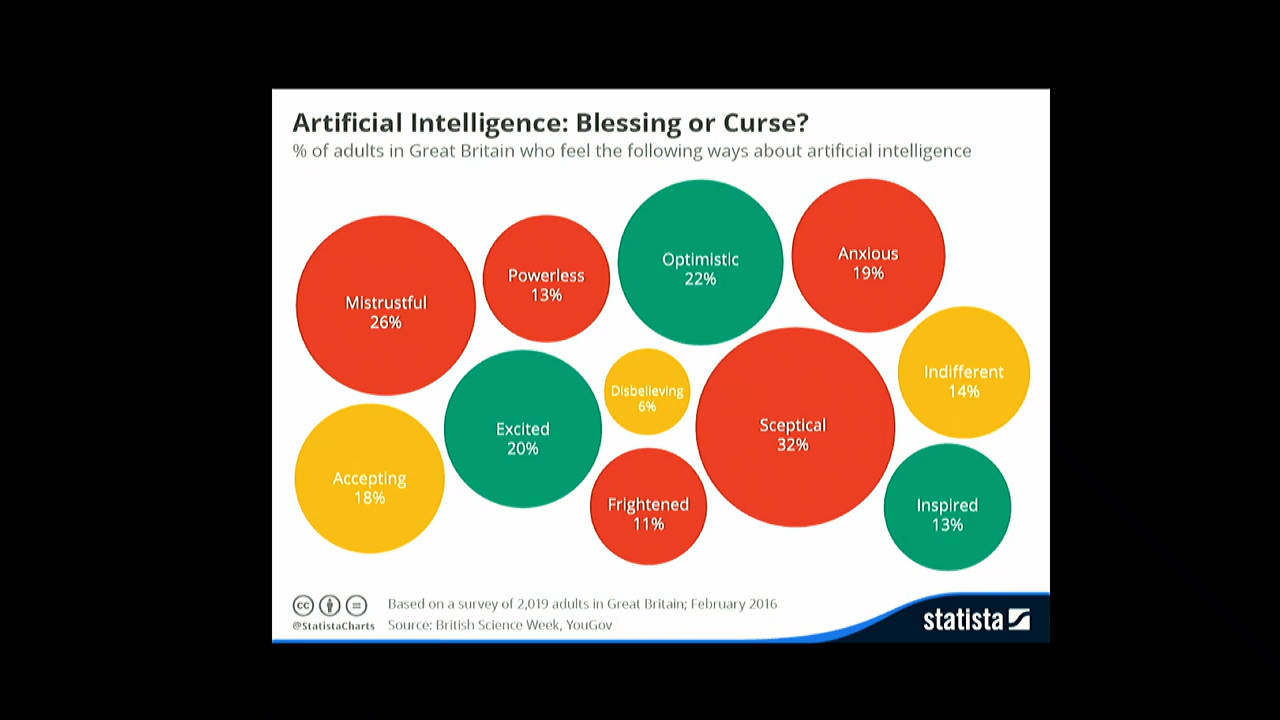 Artificial Intelligence: Blessing or Curse?
% of adults in Great Britain who feel the following ways about artificial intelligence
Mistrustful
26%
Powerless
13%
Optimistic
22%
Anxious
19%
Accepting
18%
Excited
20%
Disbelieving
6%
Frightened
11%
Sceptical
32%
Indifferent
14%
Inspired
13%
cc
@StatistaCharts
Based on a survey of 2,019 adults in Great Britain; February 2016
Source: British Science Week, YouGov
statista